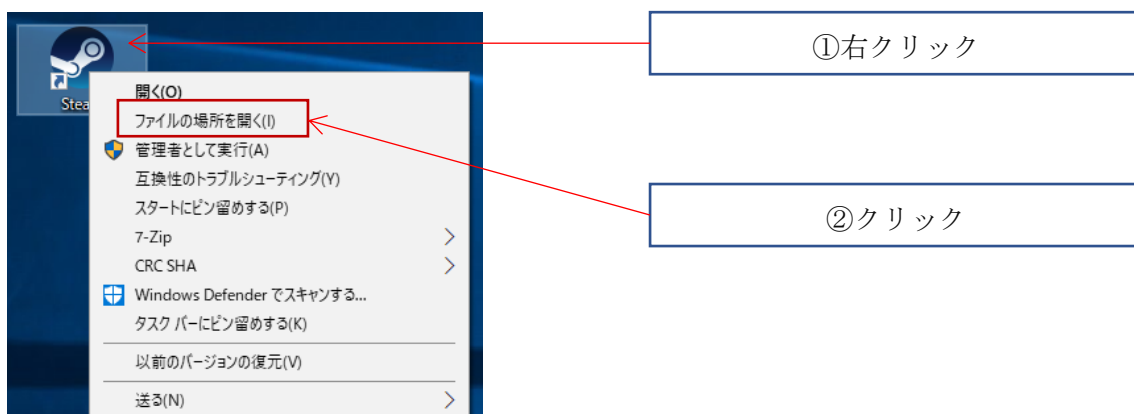 ①右クリック
Stea
開く(O)
ファイルの場所を開く(I)
管理者として実行(A)
互換性のトラブルシューティング(Y)
スタートにピン留めする(P)
②クリック
7-Zip
CRC SHA
Windows Defender でスキャンする...
タスク バーにピン留めする(K)
以前のバージョンの復元(V)
送る(N)